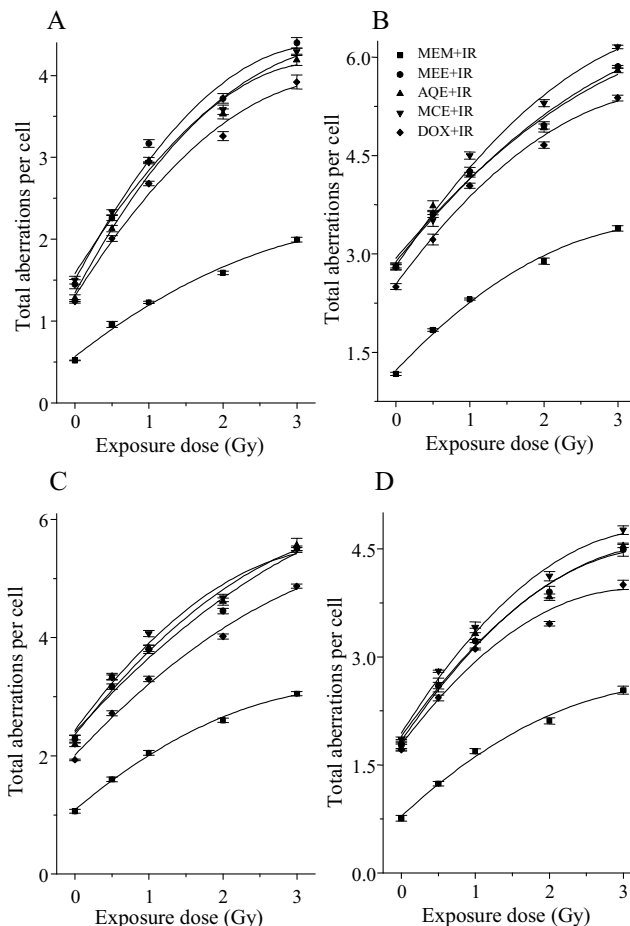 A
Total aberrations per cell
4
3
2
1
0
0 1 2 3
Exposure dose (Gy)
B
Total aberrations per cell
6.0
4.5
3.0
1.5
0 1 2 3
Exposure dose (Gy)
MEM+IR
MEE+IR
AQE+IR
MCE+IR
DOX+IR
C
Total aberrations per cell
6
4
2
0
0 1 2 3
Exposure dose (Gy)
D
Total aberrations per cell
4.5
3.0
1.5
0.0
0 1 2 3
Exposure dose (Gy)